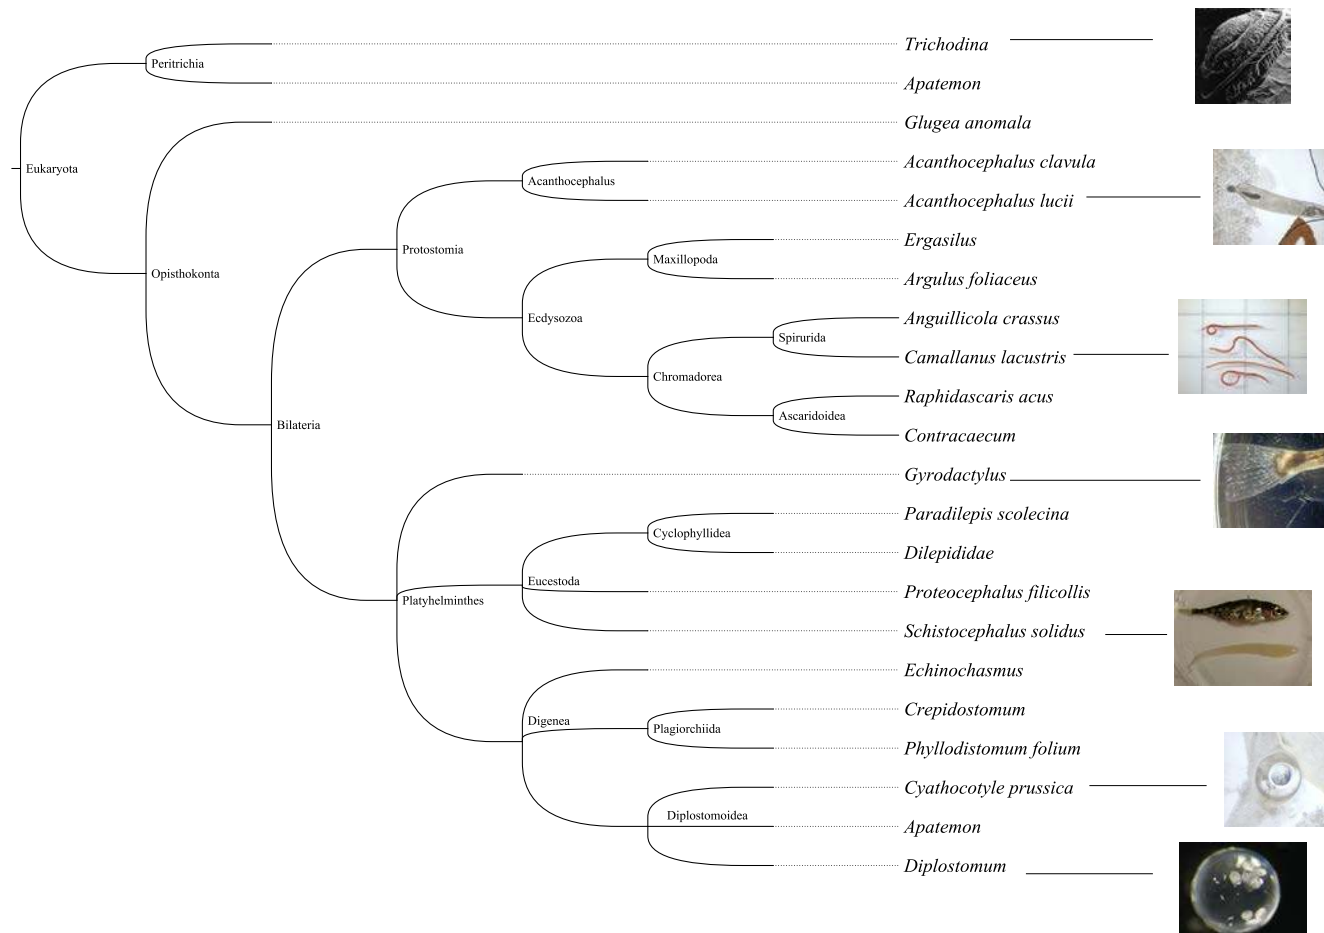 Trichodina
Peritrichia
Apatemon
Glugea anomala
Eukaryota
Acanthocephalus clavula
Acanthocephalus
Acanthocephalus lucii
Ergasilus
Protostomia
Maxillopoda
Opisthokonta
Argulus foliaceus
Ecdysozoa
Anguillicola crassus
Spirurida
Camallanus lacustris
Chromadorea
Raphidascaris acus
Ascaridoidea
Bilateria
Contracaecum
Gyrodactylus
Paradilepis scolecina
Cyclophyllidea
Dilepididae
Eucestoda
Proteocephalus filicollis
Platyhelminthes
Schistocephalus solidus
Echinochasmus
Crepidostomum
Digenea
Plagiorchiida
Phyllodistomum folium
Cyathocotyle prussica
Diplostomoidea
Apatemon
Diplostomum